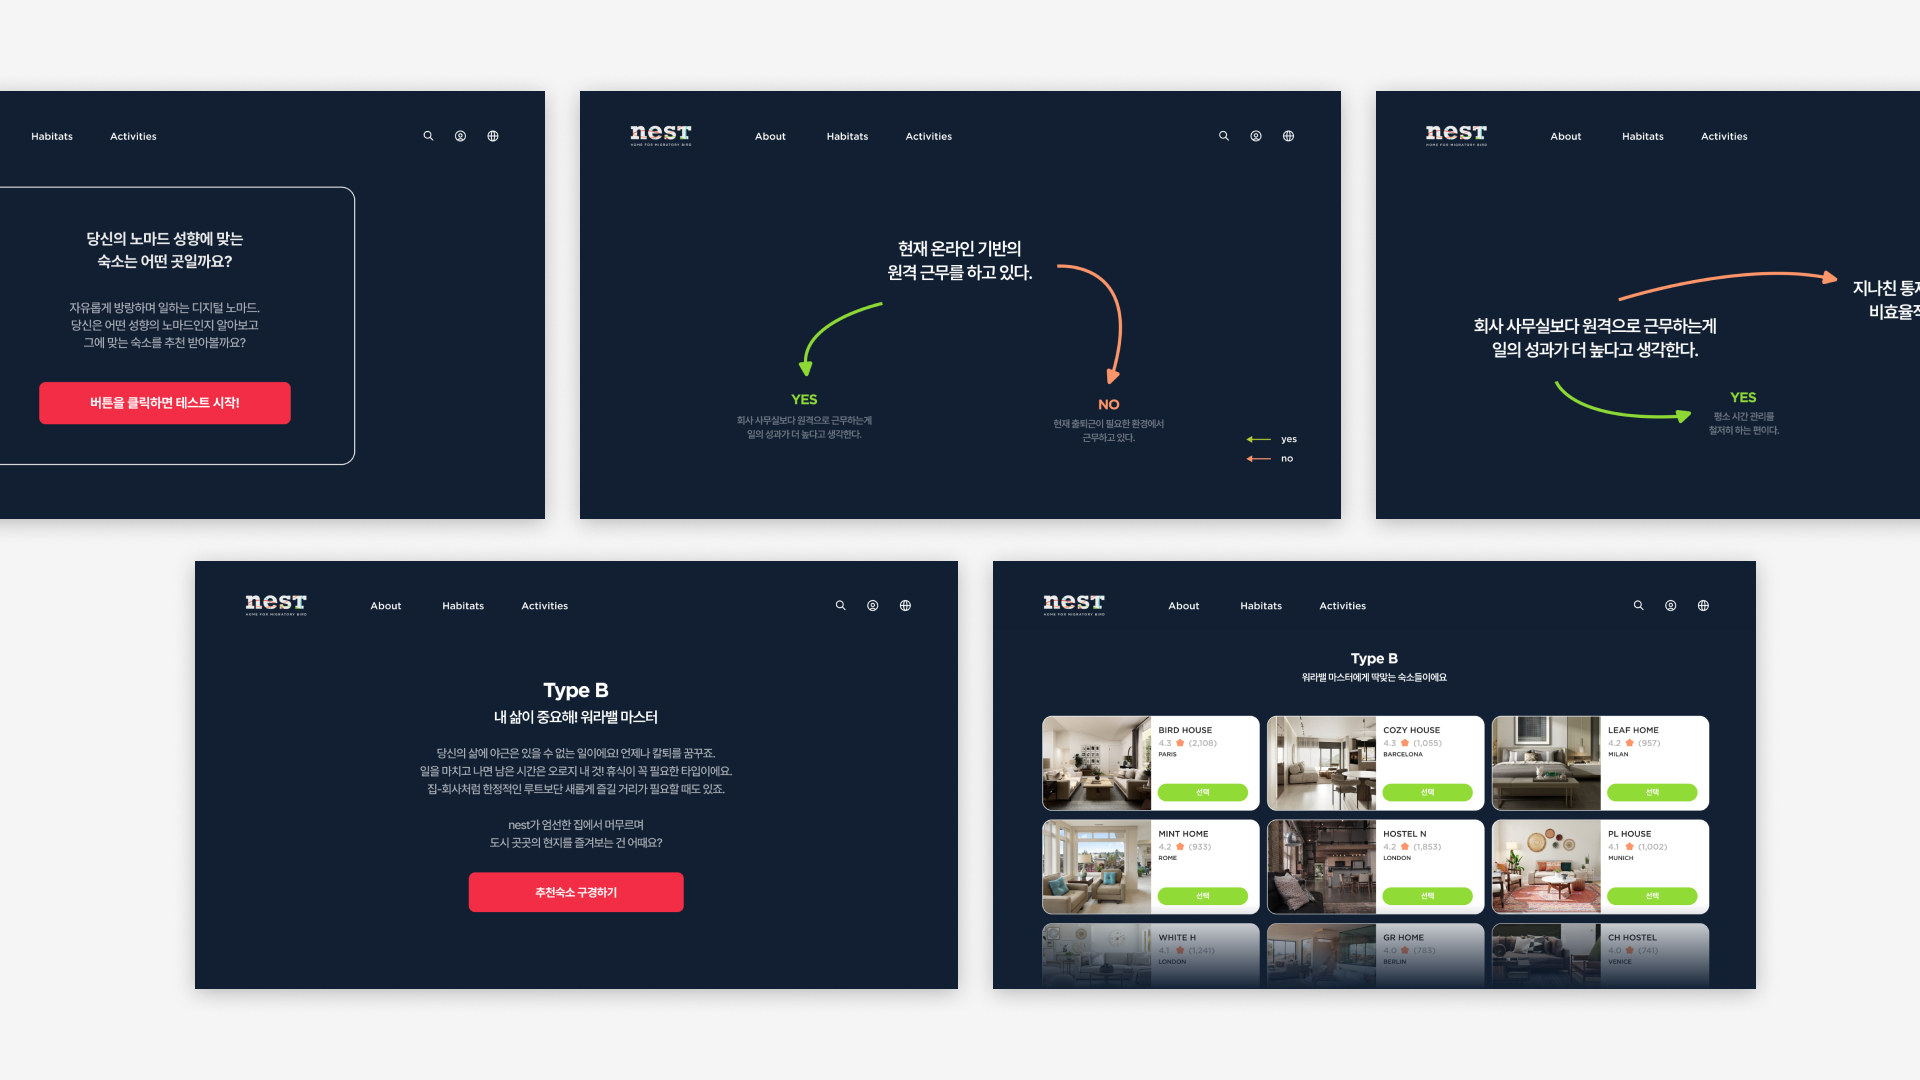 Habitats
Activities
당신의 노마드 성향에 맞는
숙소는 어떤 곳일까요?
자유롭게 방랑하며 일하는 디지털 노마드.
당신은 어떤 성향의 노마드인지 알아보고
그에 맞는 숙소를 추천 받아볼까요?
버튼을 클릭하면 테스트 시작!
nest
HOME FOR MIGRATORY BIRD
About
Habitats
Activities
현재 온라인 기반의
원격 근무를 하고 있다.
YES
회사 사무실보다 원격으로 근무하는게
일의 성과가 더 높다고 생각한다.
NO
현재 출퇴근이 필요한 환경에서
근무하고 있다.
yes
no
nest
HOME FOR MIGRATORY BIRD
About
Habitats
Activities
회사 사무실보다 원격으로 근무하는게
일의 성과가 더 높다고 생각한다.
지나친 통제
비효율적
YES
평소 시간 관리를
철저히 하는 편이다.
nest
HOME FOR MIGRATORY BIRD
About
Habitats
Activities
Type B
내 삶이 중요해! 워라밸 마스터
당신의 삶에 야근은 있을 수 없는 일이에요! 언제나 칼퇴를 꿈꾸죠.
일을 마치고 나면 남은 시간은 오로지 내 것! 휴식이 꼭 필요한 타입이에요.
집-회사처럼 한정적인 루트보단 새롭게 즐길 거리가 필요할 때도 있죠.
nest가 엄선한 집에서 머무르며
도시 곳곳의 현지를 즐겨보는 건 어때요?
추천숙소 구경하기
nest
HOME FOR MIGRATORY BIRD
About
Habitats
Activities
Type B
워라밸 마스터에게 딱맞는 숙소들이에요
BIRD HOUSE
4.3 (2,108)
PARIS
선택
COZY HOUSE
4.3 (1,055)
BARCELONA
선택
LEAF HOME
4.2 (957)
MILAN
선택
MINT HOME
4.2 (933)
ROME
선택
HOSTEL N
4.2 (1,853)
LONDON
선택
PL HOUSE
4.1 (1,002)
MUNICH
선택
WHITE H
4.1 (1,241)
LONDON
GR HOME
4.0 (783)
BERLIN
CH HOSTEL
4.0 (741)
VENICE